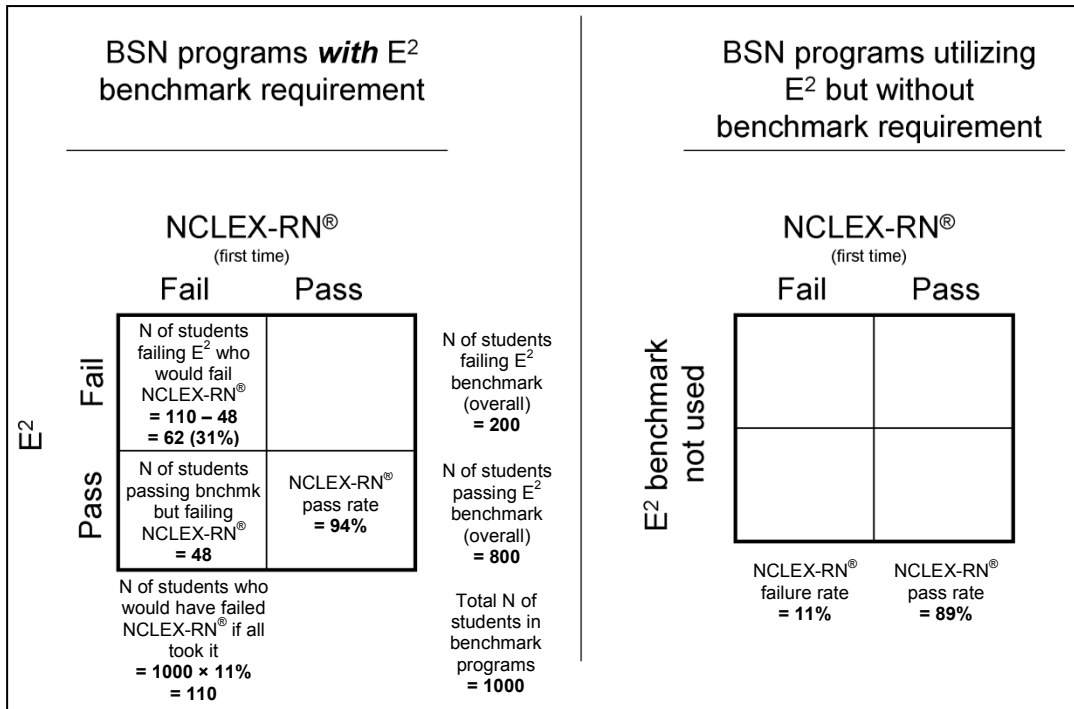 BSN programs with E²
benchmark requirement
NCLEX-RN®
(first time)
Fail Pass
E²
Fail
N of students
failing E² who
would fail
NCLEX-RN®
= 110 – 48
= 62 (31%)
N of students
failing E²
benchmark
(overall)
= 200
Pass
N of students
passing bnchmk
but failing
NCLEX-RN®
= 48
NCLEX-RN®
pass rate
= 94%
N of students
passing E²
benchmark
(overall)
= 800
N of students who
would have failed
NCLEX-RN® if all
took it
= 1000 × 11%
= 110
Total N of
students in
benchmark
programs
= 1000
BSN programs utilizing
E² but without
benchmark requirement
NCLEX-RN®
(first time)
Fail Pass
E² benchmark
not used
NCLEX-RN®
failure rate
= 11%
NCLEX-RN®
pass rate
= 89%